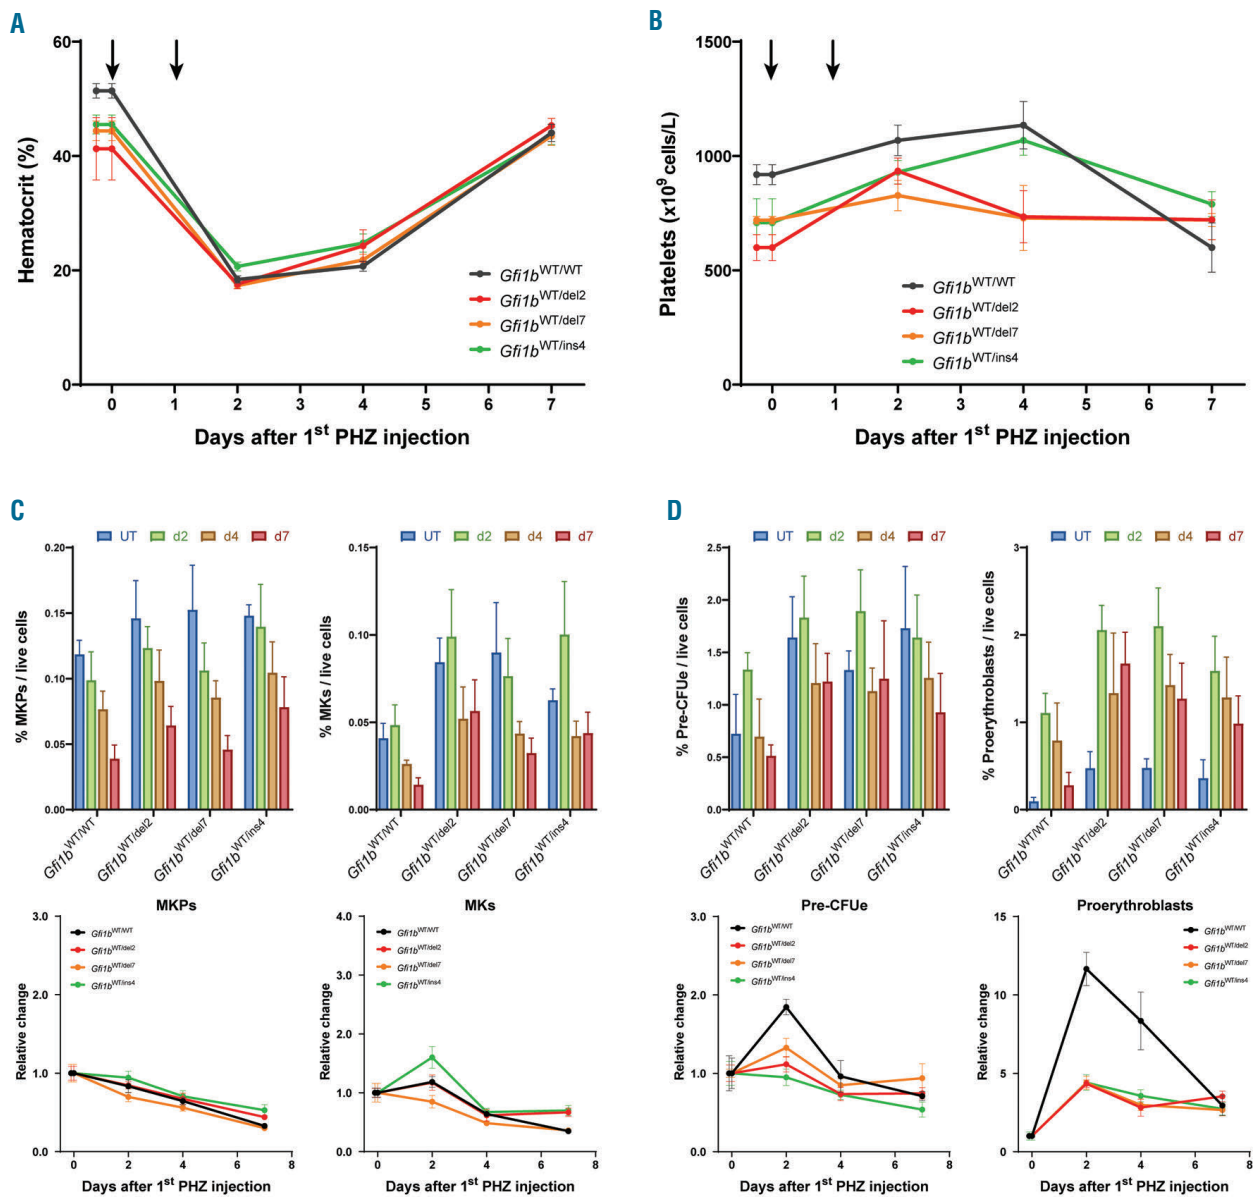 A
60
40
20
0
Hematocrit (%)
Gfi1bWT/WT
Gfi1bWT/del2
Gfi1bWT/del7
Gfi1bWT/ins4
0 1 2 3 4 5 6 7
Days after 1st PHZ injection
B
1500
1000
500
0
Platelets (x10⁹ cells/L)
Gfi1bWT/WT
Gfi1bWT/del2
Gfi1bWT/del7
Gfi1bWT/ins4
0 1 2 3 4 5 6 7
Days after 1st PHZ injection
C
UT d2 d4 d7
0.20
0.15
0.10
0.05
0.00
% MKPs / live cells
Gfi1bWT/WT
Gfi1bWT/del2
Gfi1bWT/del7
Gfi1bWT/ins4
UT d2 d4 d7
0.15
0.10
0.05
0.00
% MKs / live cells
Gfi1bWT/WT
Gfi1bWT/del2
Gfi1bWT/del7
Gfi1bWT/ins4
MKPs
3.0
2.0
1.0
0.0
Relative change
Gfi1bWT/WT
Gfi1bWT/del2
Gfi1bWT/del7
Gfi1bWT/ins4
0 2 4 6 8
Days after 1st PHZ injection
MKs
4.0
3.0
2.0
1.0
0.0
Relative change
Gfi1bWT/WT
Gfi1bWT/del2
Gfi1bWT/del7
Gfi1bWT/ins4
0 2 4 6 8
Days after 1st PHZ injection
D
UT d2 d4 d7
2.5
2.0
1.5
1.0
0.5
0.0
% Pre-CFUe / live cells
Gfi1bWT/WT
Gfi1bWT/del2
Gfi1bWT/del7
Gfi1bWT/ins4
UT d2 d4 d7
3
2
1
0
% Proerythroblasts / live cells
Gfi1bWT/WT
Gfi1bWT/del2
Gfi1bWT/del7
Gfi1bWT/ins4
Pre-CFUe
3.0
2.0
1.0
0.0
Relative change
Gfi1bWT/WT
Gfi1bWT/del2
Gfi1bWT/del7
Gfi1bWT/ins4
0 2 4 6 8
Days after 1st PHZ injection
Proerythroblasts
15
10
5
0
Relative change
Gfi1bWT/WT
Gfi1bWT/del2
Gfi1bWT/del7
Gfi1bWT/ins4
0 2 4 6 8
Days after 1st PHZ injection